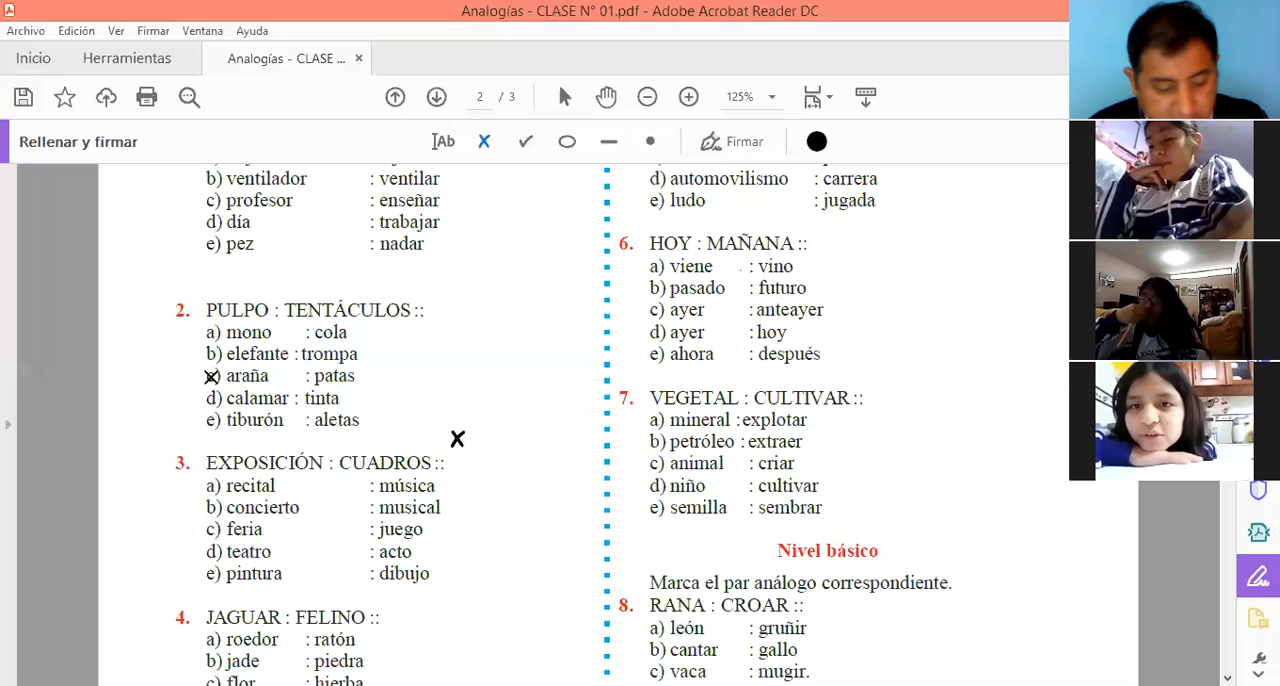 Analogías - CLASE N° 01.pdf - Adobe Acrobat Reader DC
Archivo Edición Ver Firmar Ventana Ayuda
Inicio Herramientas Analogías - CLASE ... ×
2 / 3 125%
Rellenar y firmar Ab Firmar
b) ventilador : ventilar
c) profesor : enseñar
d) día : trabajar
e) pez : nadar
2. PULPO : TENTÁCULOS ::
a) mono : cola
b) elefante : trompa
araña : patas
d) calamar : tinta
e) tiburón : aletas
3. EXPOSICIÓN : CUADROS ::
a) recital : música
b) concierto : musical
c) feria : juego
d) teatro : acto
e) pintura : dibujo
4. JAGUAR : FELINO ::
a) roedor : ratón
b) jade : piedra
c) flor : hierba
d) automovilismo : carrera
e) ludo : jugada
6. HOY : MAÑANA ::
a) viene : vino
b) pasado : futuro
c) ayer : anteayer
d) ayer : hoy
e) ahora : después
7. VEGETAL : CULTIVAR ::
a) mineral : explotar
b) petróleo : extraer
c) animal : criar
d) niño : cultivar
e) semilla : sembrar
Nivel básico
Marca el par análogo correspondiente.
8. RANA : CROAR ::
a) león : gruñir
b) cantar : gallo
c) vaca : mugir.